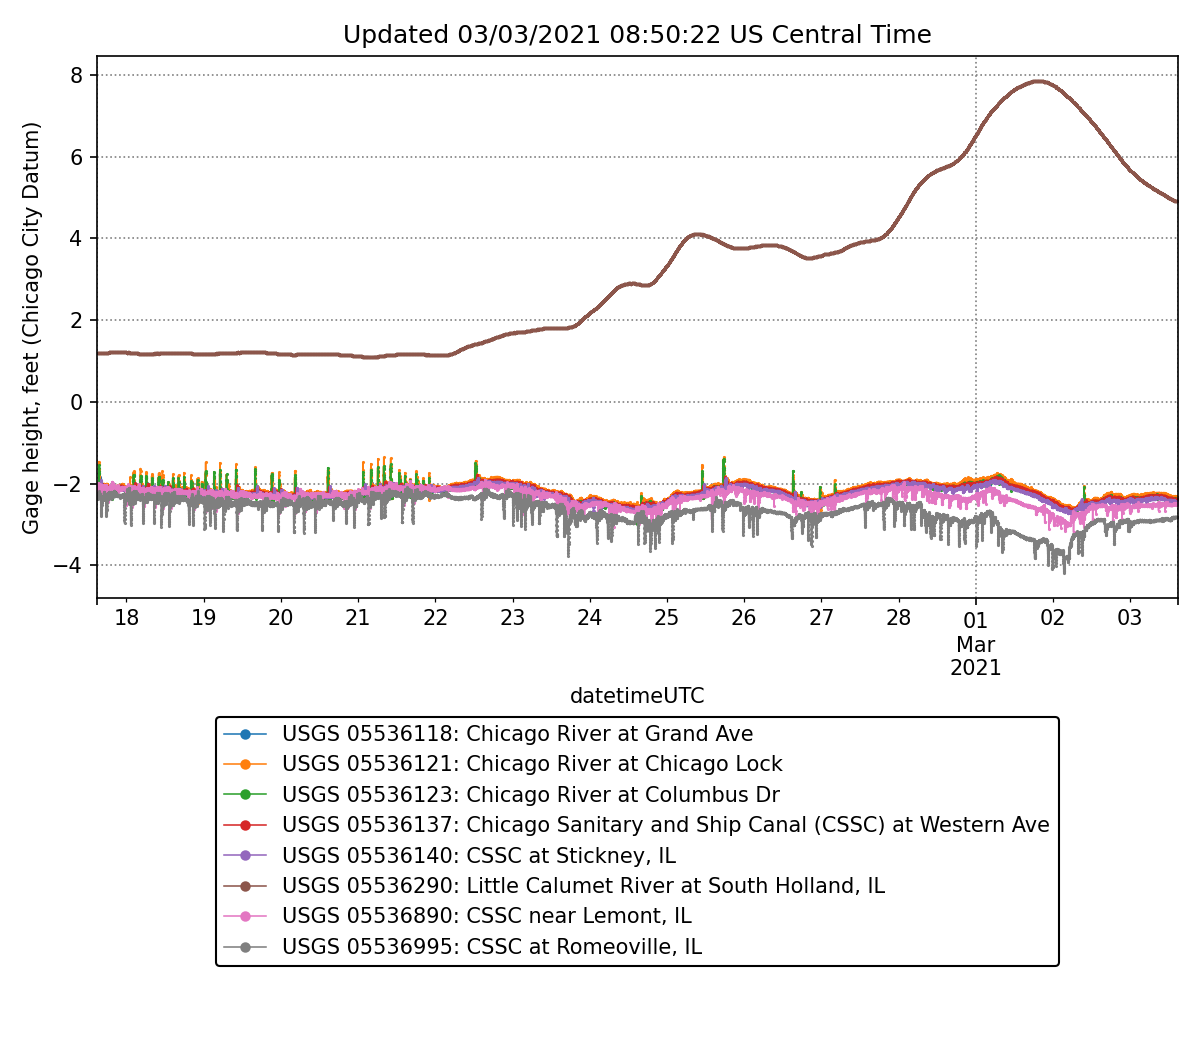 Updated 03/03/2021 08:50:22 US Central Time
Gage height, feet (Chicago City Datum)
8
6
4
2
0
−2
−4
18 19 20 21 22 23 24 25 26 27 28 01 02 03
Mar
2021
datetimeUTC
USGS 05536118: Chicago River at Grand Ave
USGS 05536121: Chicago River at Chicago Lock
USGS 05536123: Chicago River at Columbus Dr
USGS 05536137: Chicago Sanitary and Ship Canal (CSSC) at Western Ave
USGS 05536140: CSSC at Stickney, IL
USGS 05536290: Little Calumet River at South Holland, IL
USGS 05536890: CSSC near Lemont, IL
USGS 05536995: CSSC at Romeoville, IL